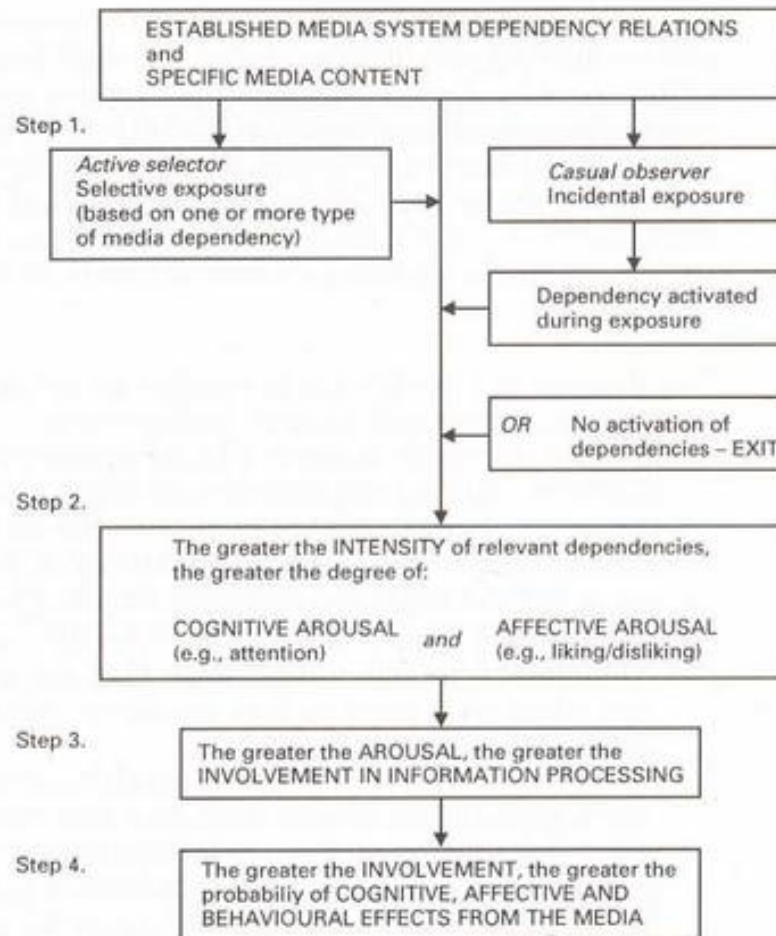 ESTABLISHED MEDIA SYSTEM DEPENDENCY RELATIONS
and
SPECIFIC MEDIA CONTENT
Step 1.
Active selector
Selective exposure
(based on one or more type
of media dependency)
Casual observer
Incidental exposure
Dependency activated
during exposure
OR No activation of
dependencies – EXIT
Step 2.
The greater the INTENSITY of relevant dependencies,
the greater the degree of:
COGNITIVE AROUSAL and AFFECTIVE AROUSAL
(e.g., attention) (e.g., liking/disliking)
Step 3.
The greater the AROUSAL, the greater the
INVOLVEMENT IN INFORMATION PROCESSING
Step 4.
The greater the INVOLVEMENT, the greater the
probabiliy of COGNITIVE, AFFECTIVE AND
BEHAVIOURAL EFFECTS FROM THE MEDIA